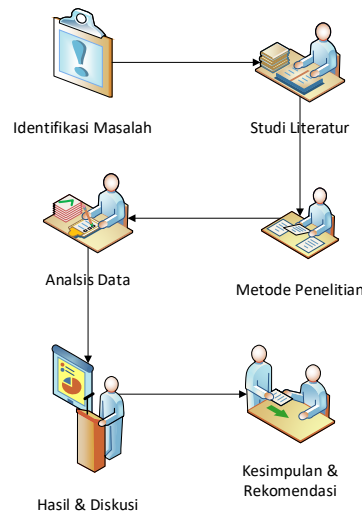 Identifikasi Masalah
Studi Literatur
Metode Penelitian
Analsis Data
Hasil & Diskusi
Kesimpulan &
Rekomendasi